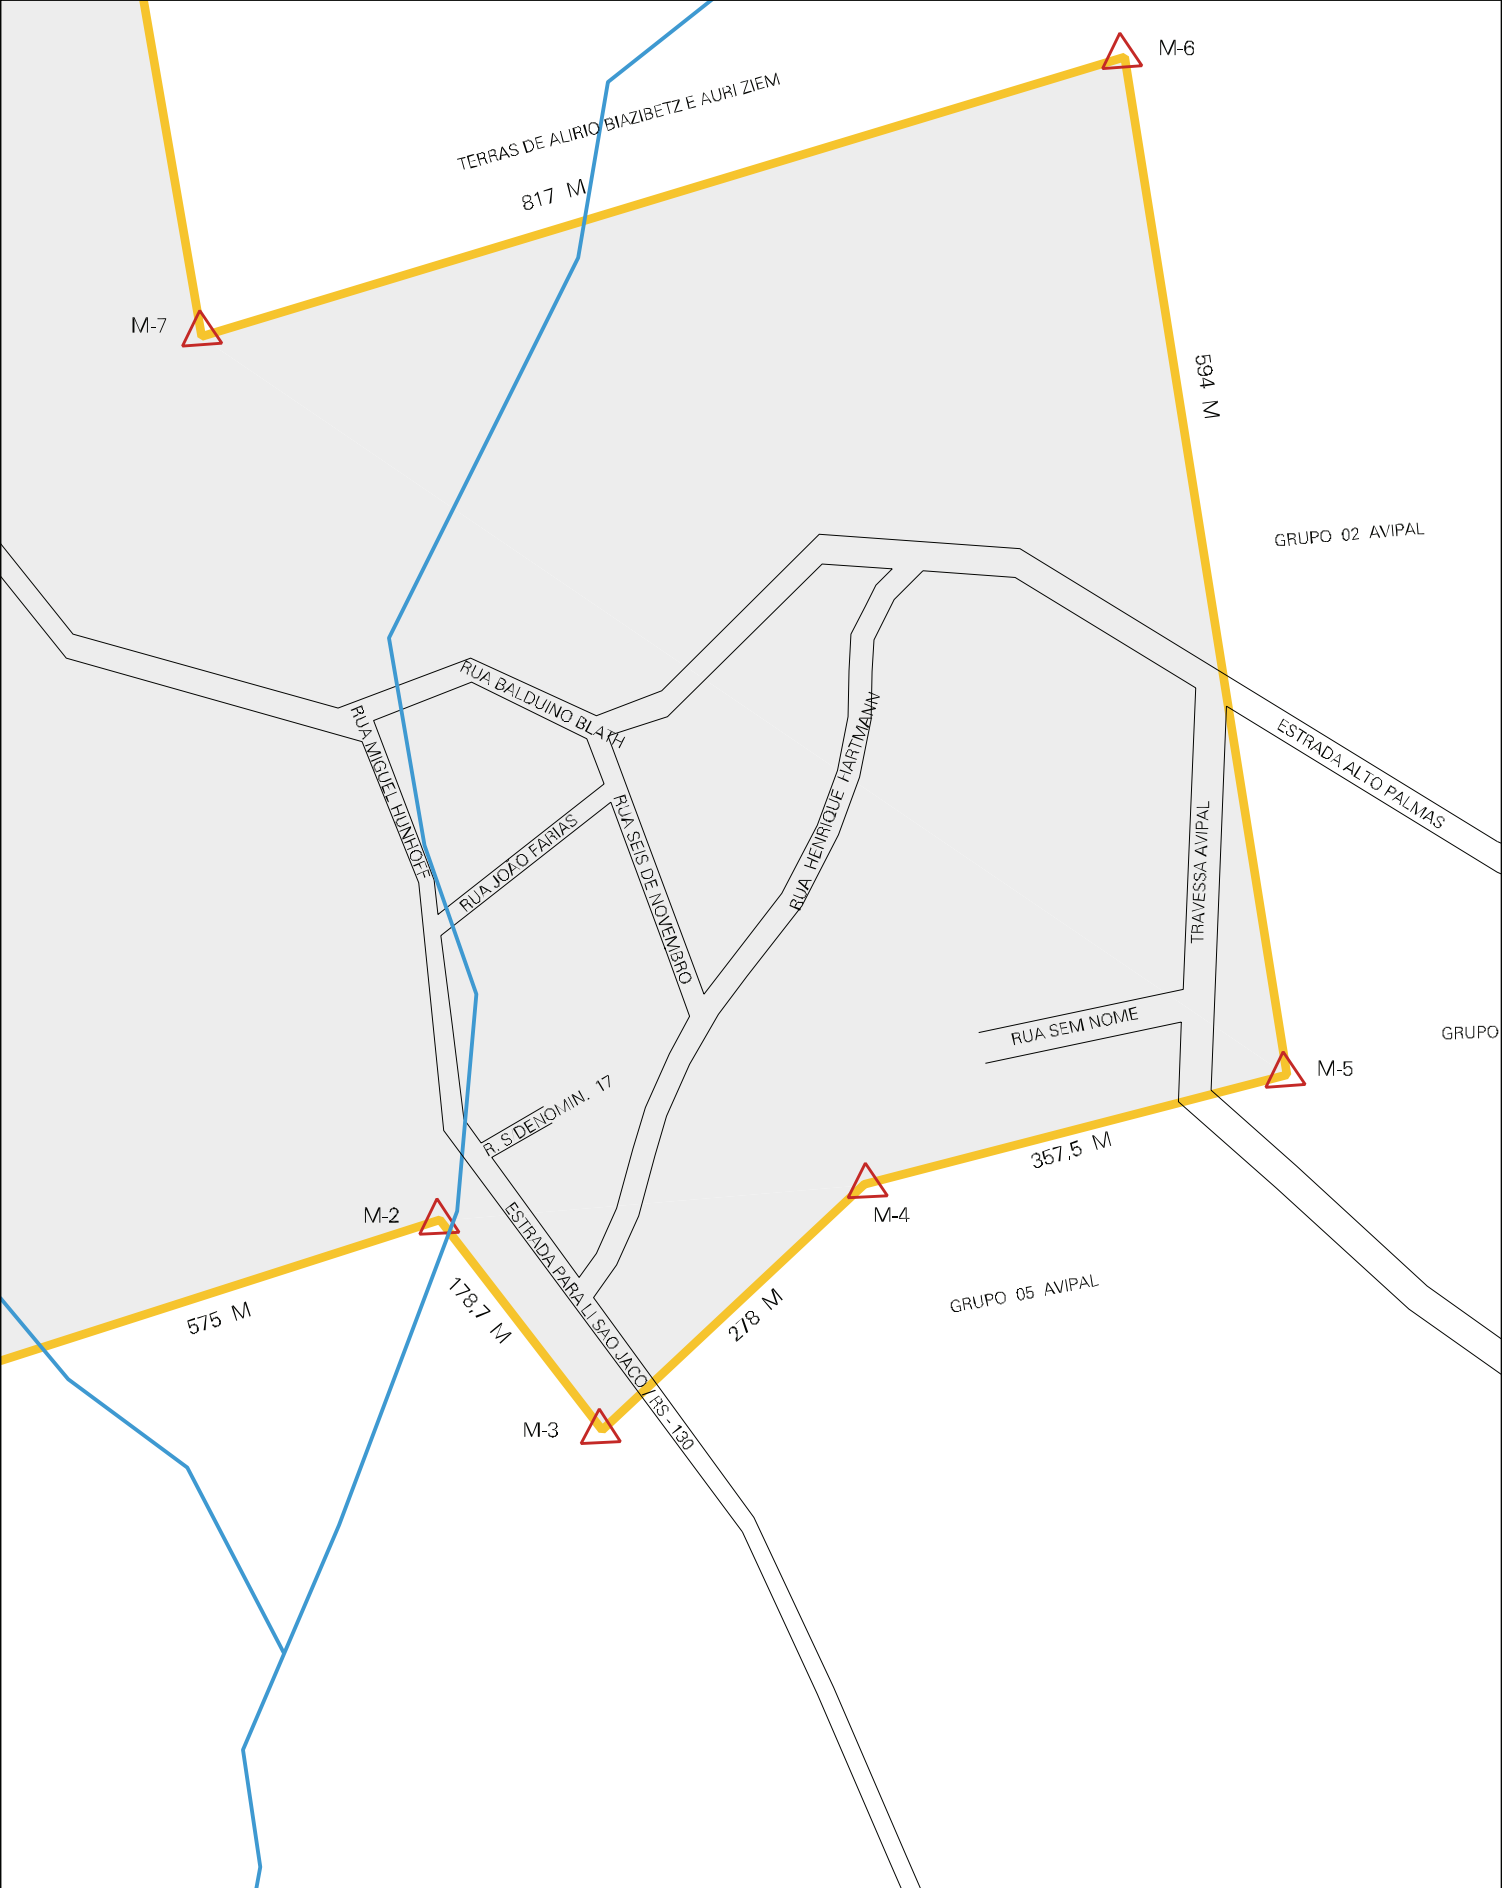 M-6
TERRAS DE ALIRIO BIAZIBETZ E AURI ZIEM
817 M
M-7
594 M
GRUPO 02 AVIPAL
RUA BALDUINO BLATH
RUA MIGUEL HUNHOFF
RUA HENRIQUE HARTMANN
ESTRADA ALTO PALMAS
RUA JOAO FARIAS
RUA SEIS DE NOVEMBRO
TRAVESSA AVIPAL
RUA SEM NOME
GRUPO
M-5
R. S DENOMIN. 17
357,5 M
M-2
M-4
ESTRADA PARA LI SAO JACO / RS - 130
178,7 M
575 M
278 M
GRUPO 05 AVIPAL
M-3